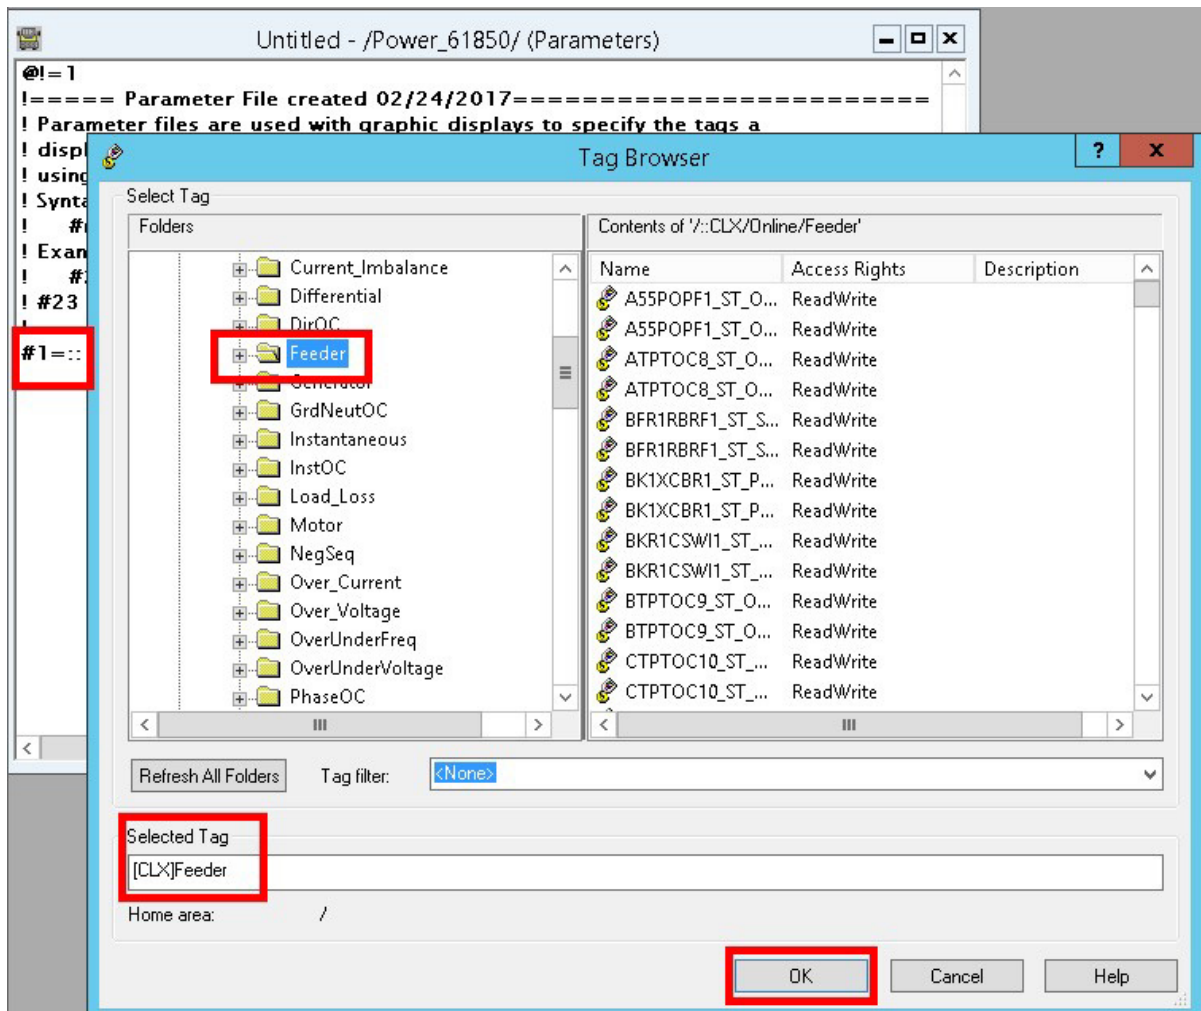 Untitled - /Power_61850/ (Parameters)
@!=1
!===== Parameter File created 02/24/2017========================
! Parameter files are used with graphic displays to specify the tags a
! displ
! using
! Synta
!
! Exam
! #
! #23
!
#1=::
Tag Browser
?
x
Select Tag
Folders
Current_Imbalance
Differential
DirOC
Feeder
Generator
GrdNeutOC
Instantaneous
InstOC
Load_Loss
Motor
NegSeq
Over_Current
Over_Voltage
OverUnderFreq
OverUnderVoltage
PhaseOC
Contents of '/::CLX/Online/Feeder'
Name Access Rights Description
A55POPF1_ST_O... ReadWrite
A55POPF1_ST_O... ReadWrite
ATPTOC8_ST_O... ReadWrite
ATPTOC8_ST_O... ReadWrite
BFR1RBRF1_ST_S... ReadWrite
BFR1RBRF1_ST_S... ReadWrite
BK1XCBR1_ST_P... ReadWrite
BK1XCBR1_ST_P... ReadWrite
BKR1CSWI1_ST_... ReadWrite
BKR1CSWI1_ST_... ReadWrite
BTPTOC9_ST_O... ReadWrite
BTPTOC9_ST_O... ReadWrite
CTPTOC10_ST_... ReadWrite
CTPTOC10_ST_... ReadWrite
Refresh All Folders Tag filter: <None>
Selected Tag
[CLX]Feeder
Home area: /
OK Cancel Help